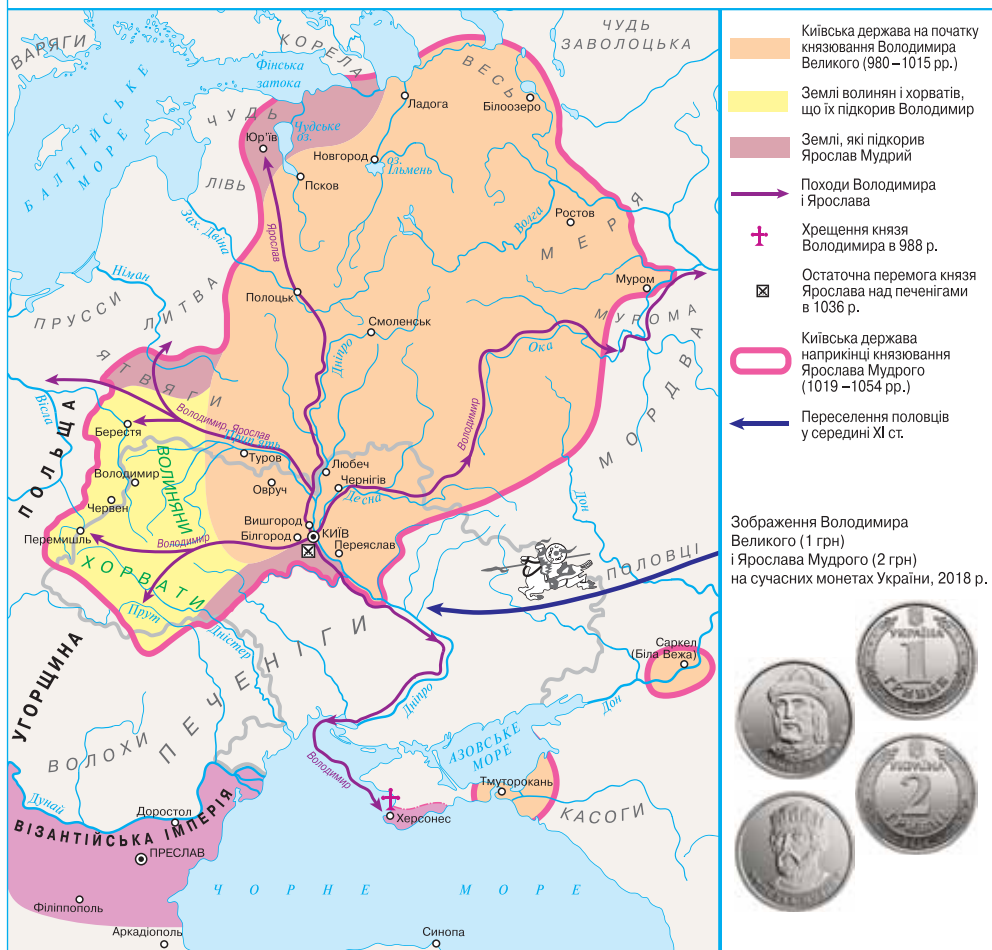 ВАРЯГИ
КОРЕЛА
ЧУДЬ
ЗАВОЛОЦЬКА
Фінська
затока
ВЕСЬ
Ладога
Білоозеро
БАЛТІЙСЬКЕ
МОРЕ
ЧУДЬ
Чудське
оз.
Юр'їв
Новгород
оз.
Ільмень
ЛІВЬ
Псков
Ростов
Волга
МЕРЯ
Зах. Двіна
Ярослав
Німан
Полоцьк
Муром
ПРУССИ
ЛИТВА
Смоленськ
МУРОМА
Ока
Дніпро
МОРДВА
ЯТВЯГИ
Вісла
Володимир, Ярослав
Володимир
ПОЛЬЩА
Берестя
Прип'ять
Туров
Любеч
ВОЛИНЯНИ
Володимир
Овруч
Чернігів
Десна
Дон
Червен
Вишгород
КИЇВ
Білгород
Перемишль
Володимир
Переяслав
ПОЛОВЦІ
ХОРВАТИ
Прут
Дністер
Саркел
(Біла Вежа)
УГОРЩИНА
ПЕЧЕНІГИ
Дніпро
Дон
ВОЛОХИ
АЗОВСЬКЕ
МОРЕ
Володимир
Тмуторокань
Дунай
Доростол
Херсонес
КАСОГИ
ВІЗАНТІЙСЬКА ІМПЕРІЯ
ПРЕСЛАВ
ЧОРНЕ МОРЕ
Філіппополь
Аркадіополь
Синопа
Київська держава на початку
князювання Володимира
Великого (980–1015 рр.)
Землі волинян і хорватів,
що їх підкорив Володимир
Землі, які підкорив
Ярослав Мудрий
Походи Володимира
і Ярослава
Хрещення князя
Володимира в 988 р.
Остаточна перемога князя
Ярослава над печенігами
в 1036 р.
Київська держава
наприкінці князювання
Ярослава Мудрого
(1019–1054 рр.)
Переселення половців
у середині XI ст.
Зображення Володимира
Великого (1 грн)
і Ярослава Мудрого (2 грн)
на сучасних монетах України, 2018 р.
УКРАЇНА
1
ГРИВНЯ
УКРАЇНА
2
ГРИВНІ